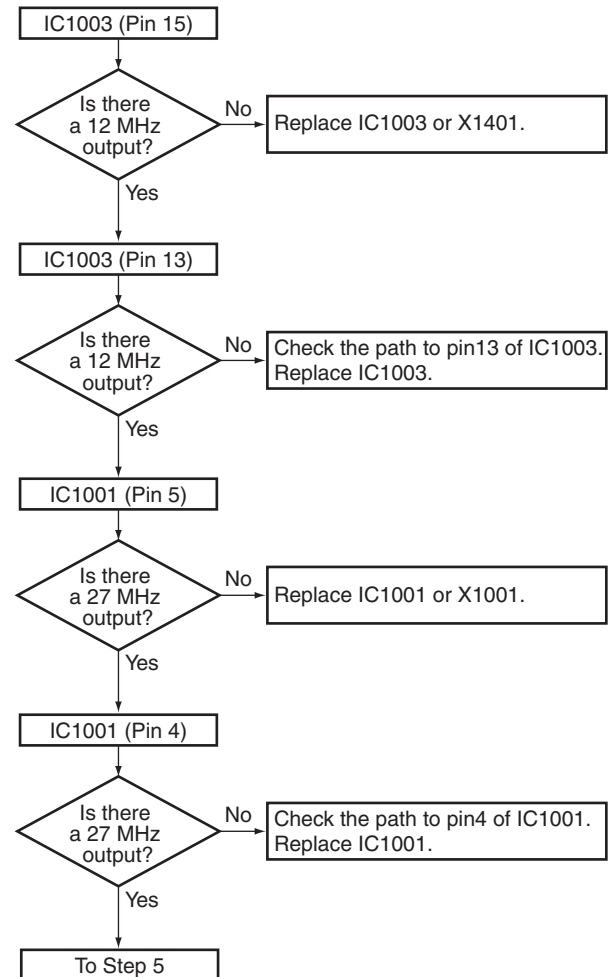 IC1003 (Pin 15)
Is there
a 12 MHz
output?
No
Replace IC1003 or X1401.
Yes
IC1003 (Pin 13)
Is there
a 12 MHz
output?
No
Check the path to pin13 of IC1003.
Replace IC1003.
Yes
IC1001 (Pin 5)
Is there
a 27 MHz
output?
No
Replace IC1001 or X1001.
Yes
IC1001 (Pin 4)
Is there
a 27 MHz
output?
No
Check the path to pin4 of IC1001.
Replace IC1001.
Yes
To Step 5